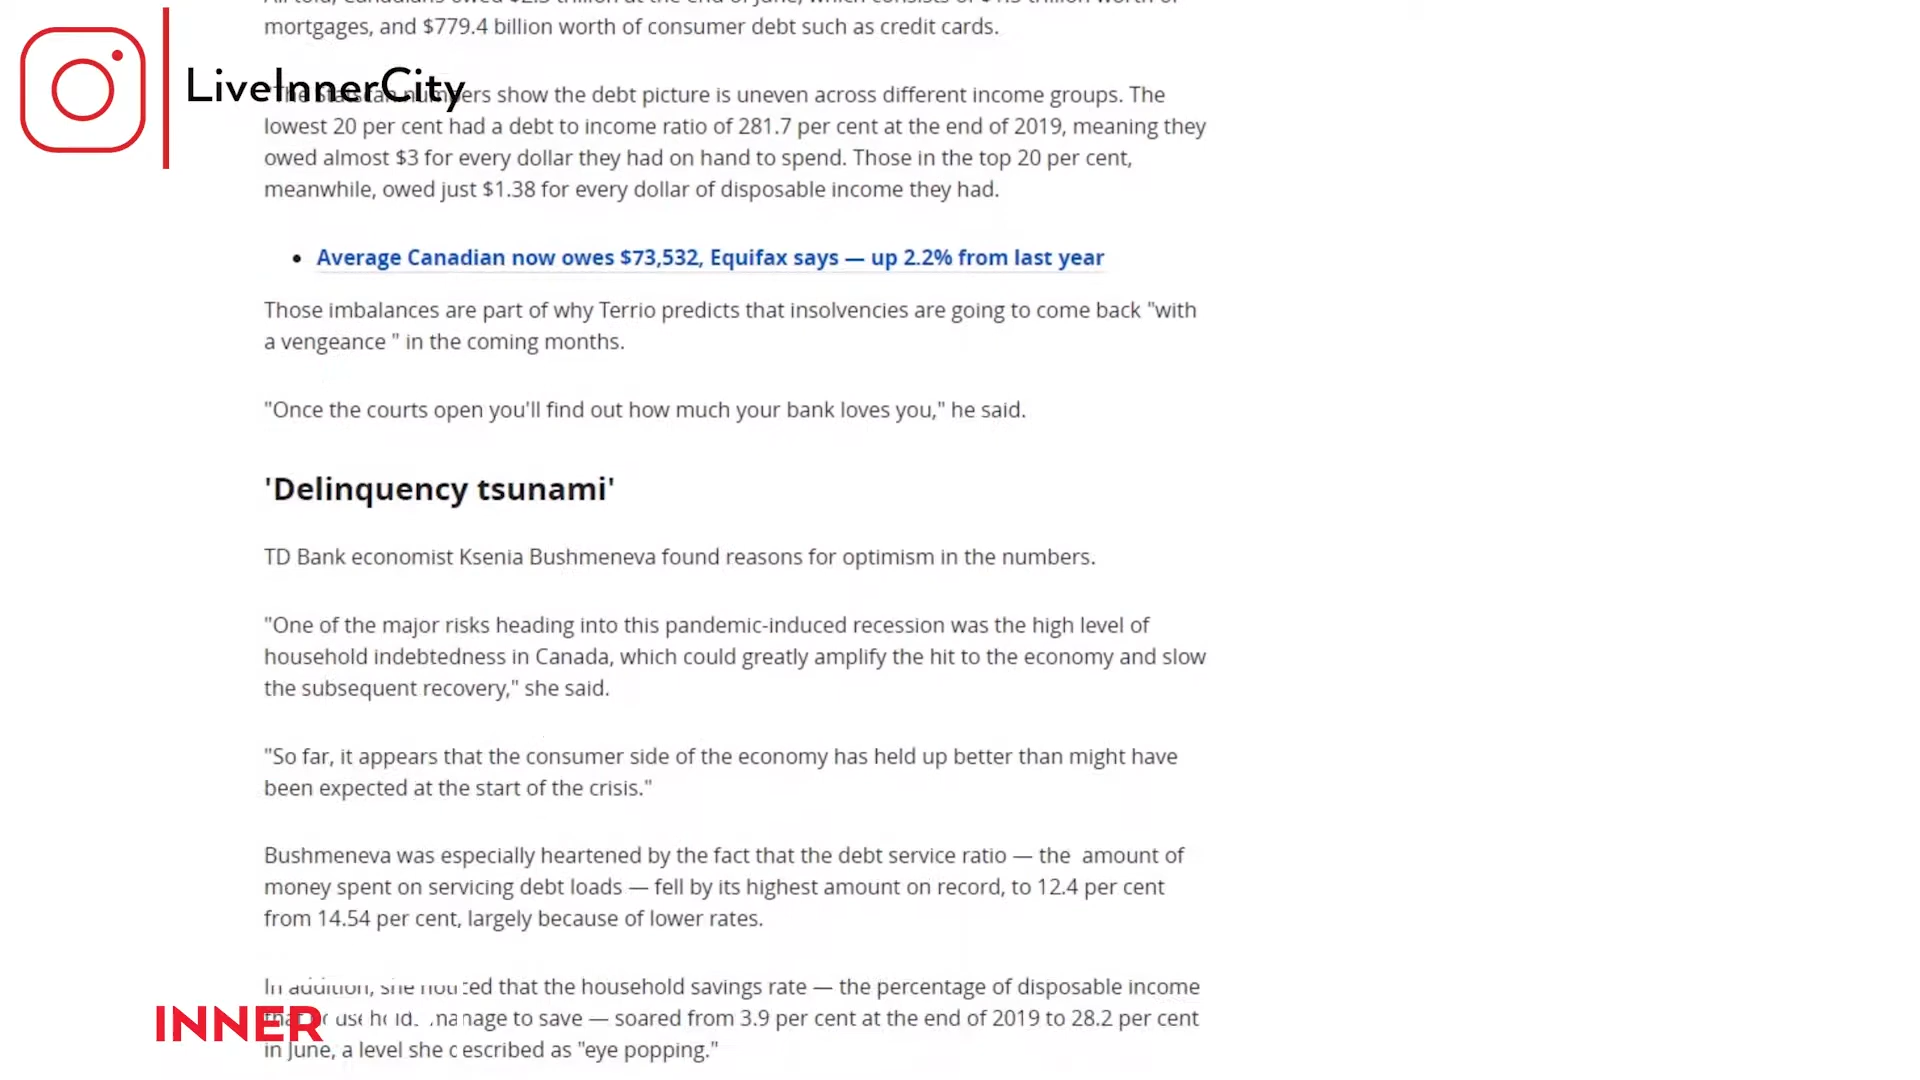 mortgages, and $779.4 billion worth of consumer debt such as credit cards.
LiveInnerCity
numbers show the debt picture is uneven across different income groups. The
lowest 20 per cent had a debt to income ratio of 281.7 per cent at the end of 2019, meaning they
owed almost $3 for every dollar they had on hand to spend. Those in the top 20 per cent,
meanwhile, owed just $1.38 for every dollar of disposable income they had.
• Average Canadian now owes $73,532, Equifax says — up 2.2% from last year
Those imbalances are part of why Terrio predicts that insolvencies are going to come back "with
a vengeance " in the coming months.
"Once the courts open you'll find out how much your bank loves you," he said.
'Delinquency tsunami'
TD Bank economist Ksenia Bushmeneva found reasons for optimism in the numbers.
"One of the major risks heading into this pandemic-induced recession was the high level of
household indebtedness in Canada, which could greatly amplify the hit to the economy and slow
the subsequent recovery," she said.
"So far, it appears that the consumer side of the economy has held up better than might have
been expected at the start of the crisis."
Bushmeneva was especially heartened by the fact that the debt service ratio — the  amount of
money spent on servicing debt loads — fell by its highest amount on record, to 12.4 per cent
from 14.54 per cent, largely because of lower rates.
In addition, she noted that the household savings rate — the percentage of disposable income
manage to save — soared from 3.9 per cent at the end of 2019 to 28.2 per cent
in June, a level she described as "eye popping."
INNER